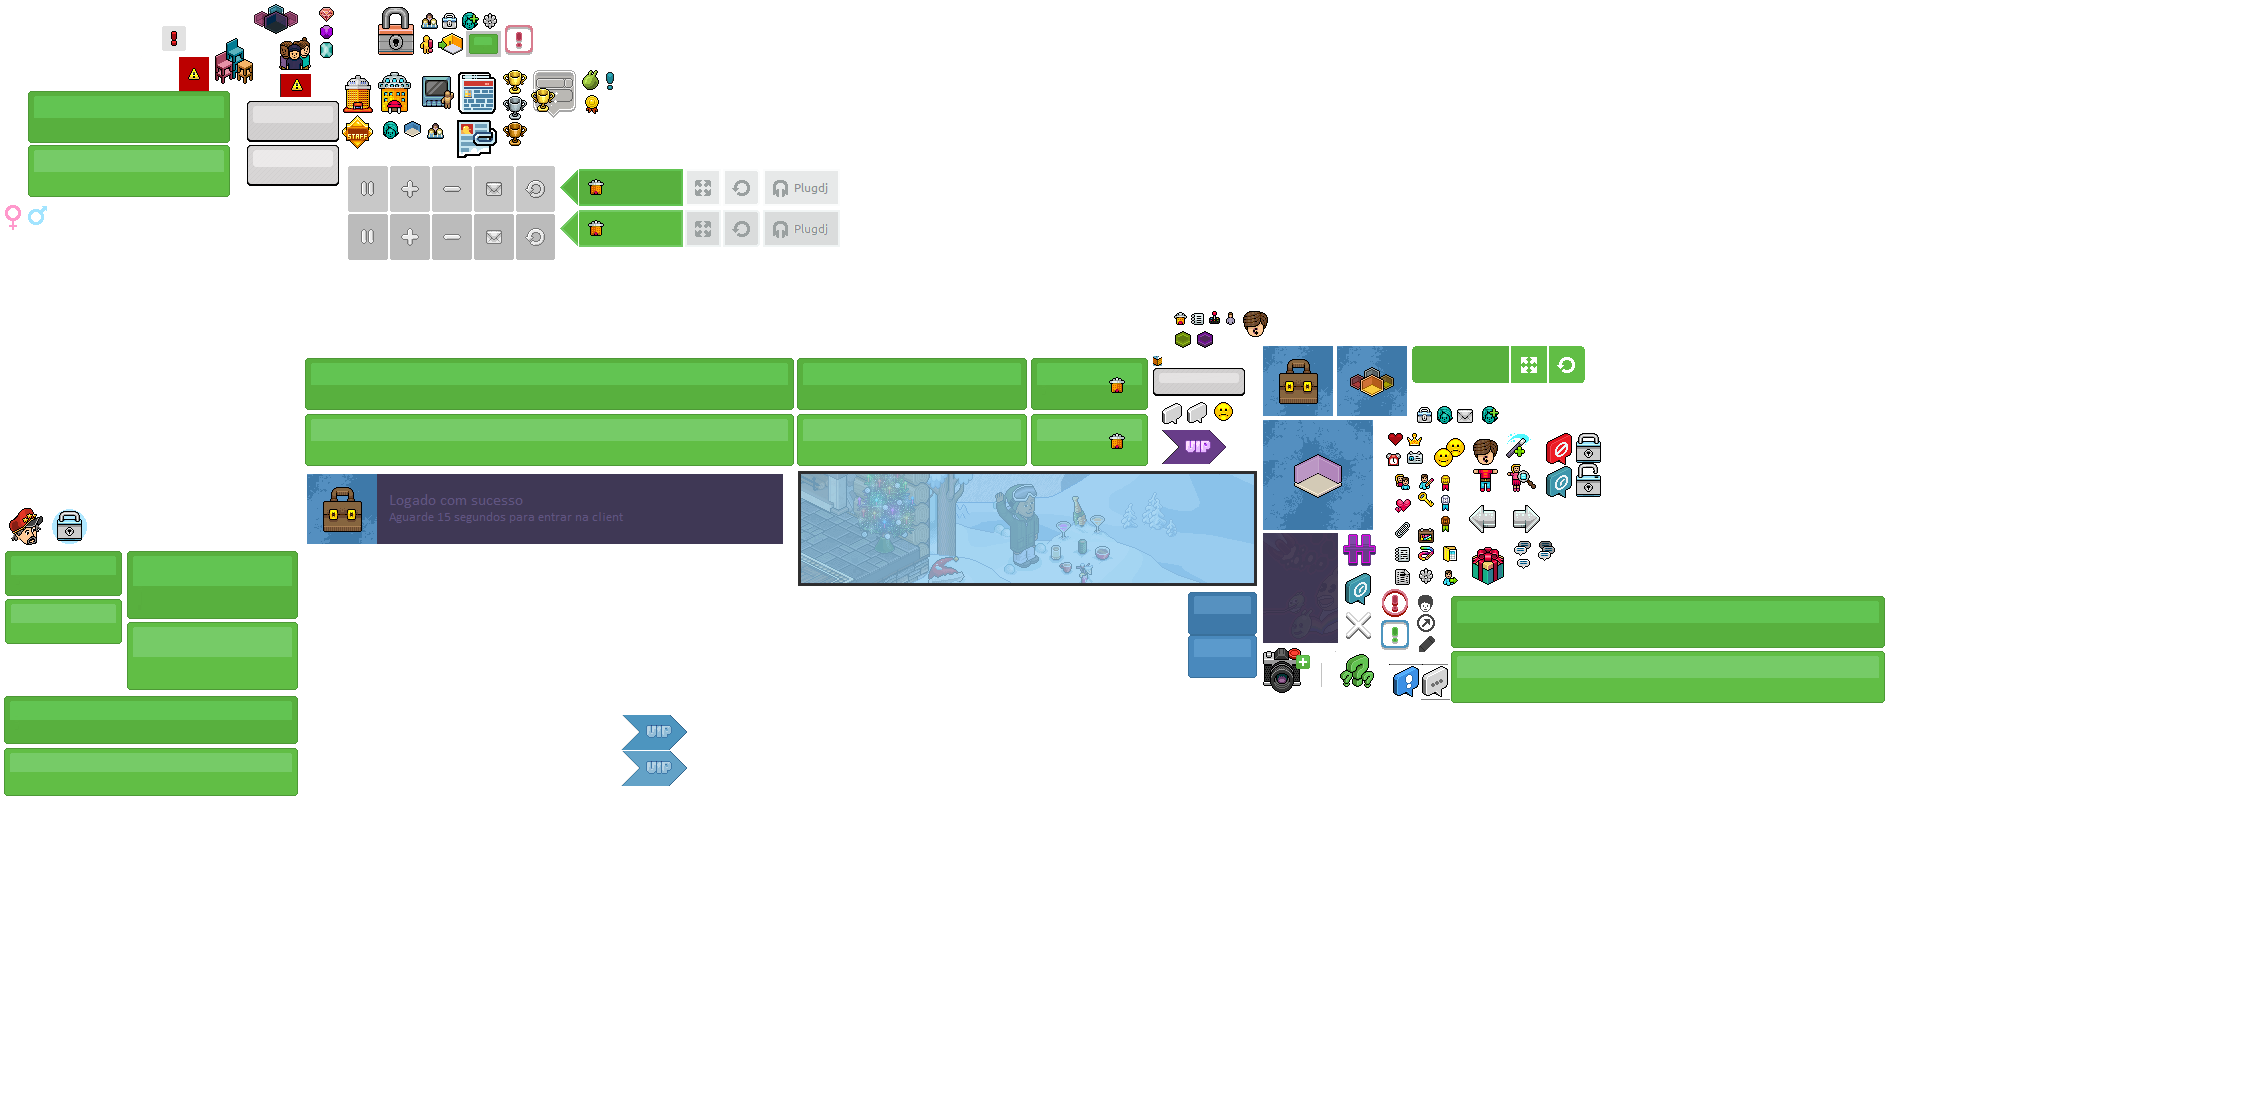 STAFF
Plugdj
Plugdj
VIP
Logado com sucesso
Aguarde 15 segundos para entrar na client
VIP
VIP